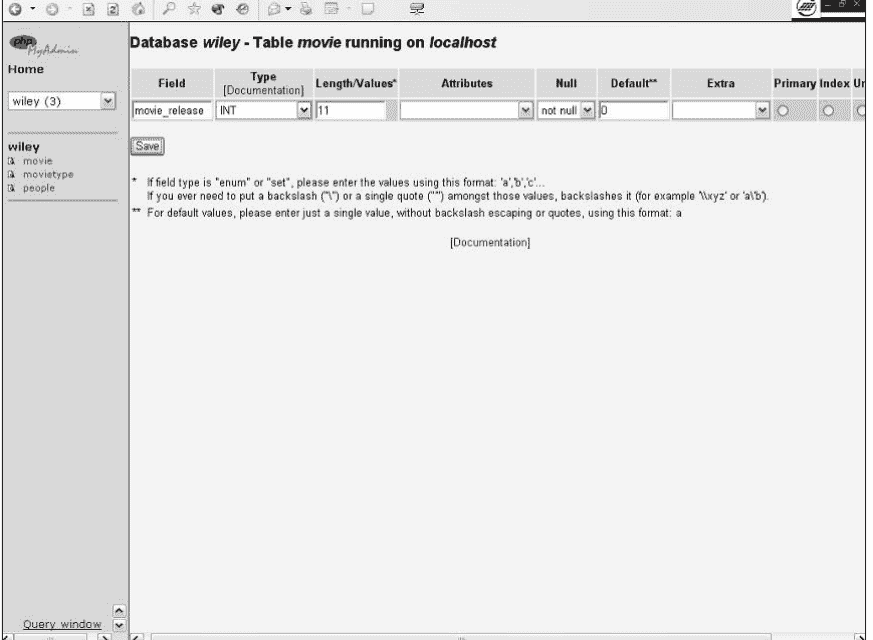 php
MyAdmin
Home
wiley (3)
wiley
movie
movietype
people
Query window
Database wiley - Table movie running on localhost
Field Type [Documentation] Length/Values* Attributes Null Default** Extra Primary Index Un
movie_release INT 11 not null 0
Save
* If field type is "enum" or "set", please enter the values using this format: 'a','b','c'...
If you ever need to put a backslash ("\") or a single quote ("'") amongst those values, backslashes it (for example '\\xyz' or 'a\'b').
** For default values, please enter just a single value, without backslash escaping or quotes, using this format: a
[Documentation]